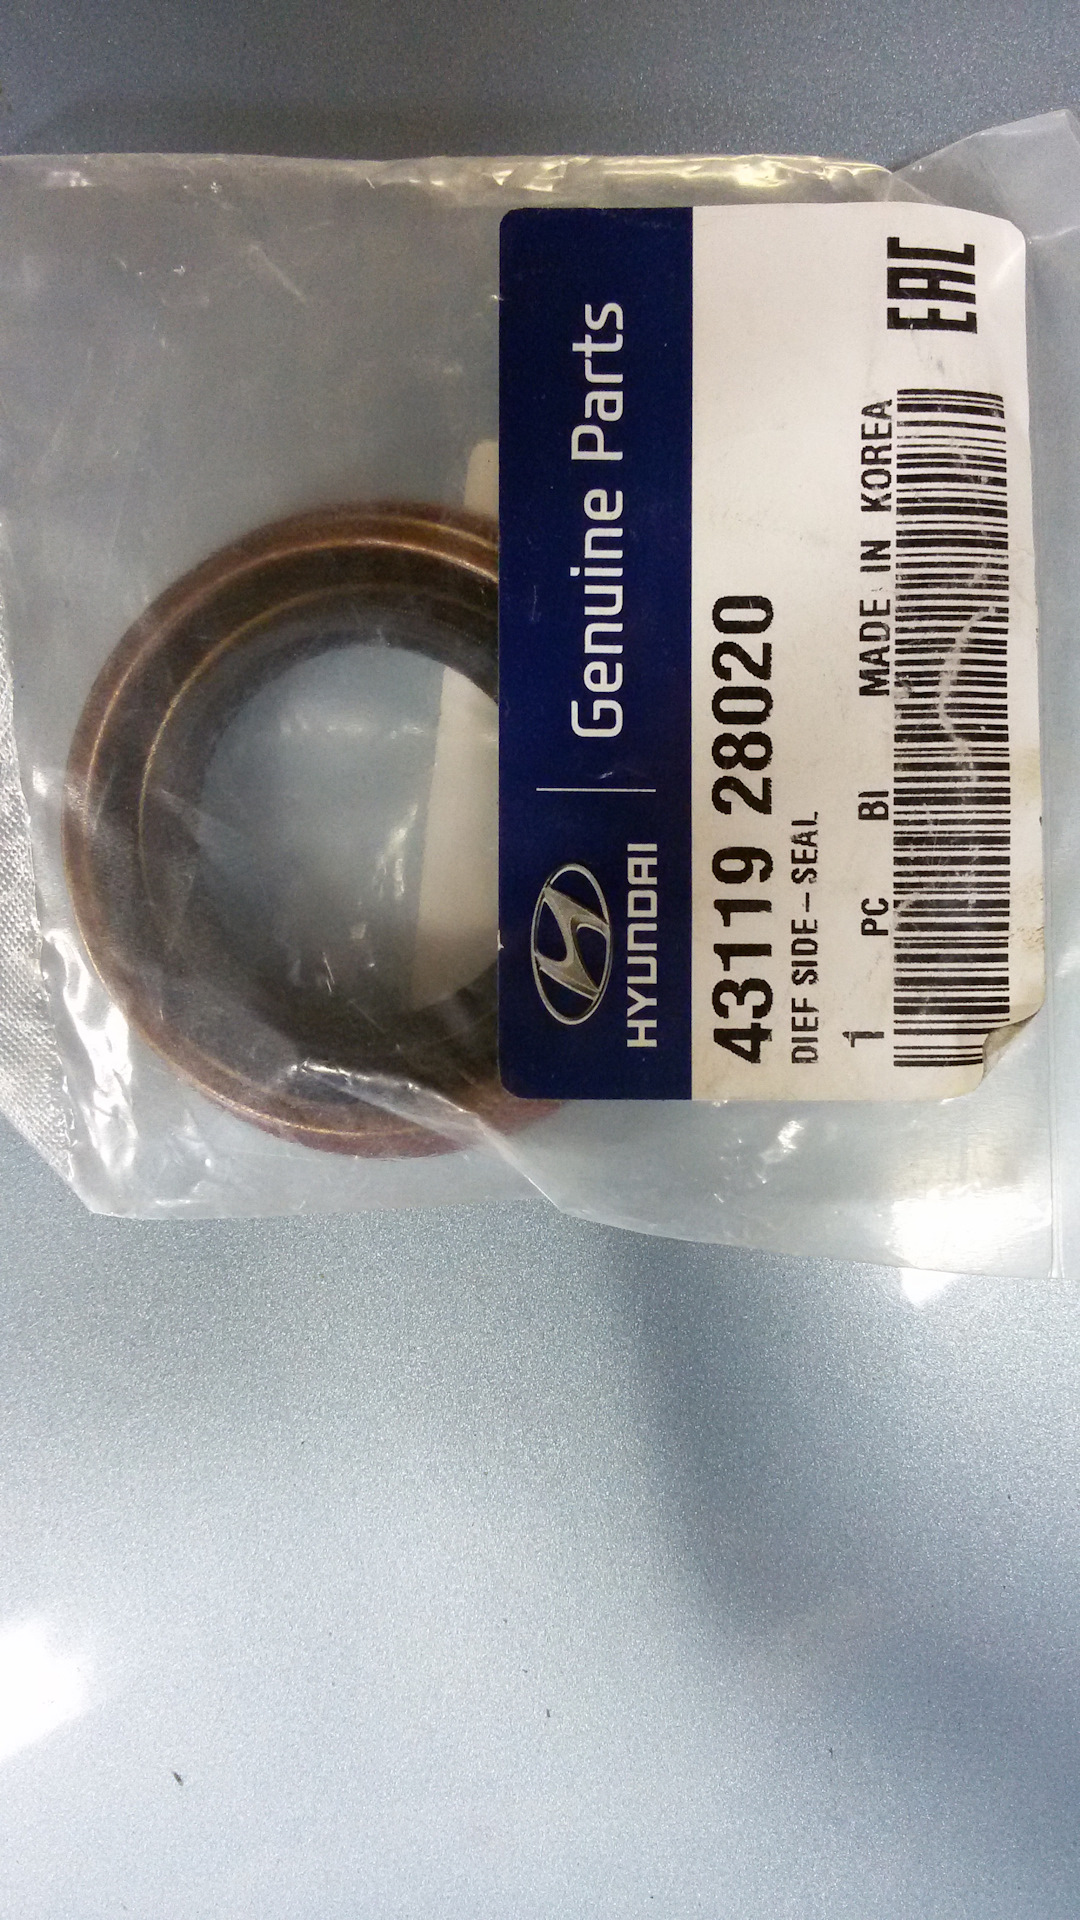 HYUNDAI | Genuine Parts
43119 28020
DIEF SIDE-SEAL
1 PC BI MADE IN KOREA
EAC